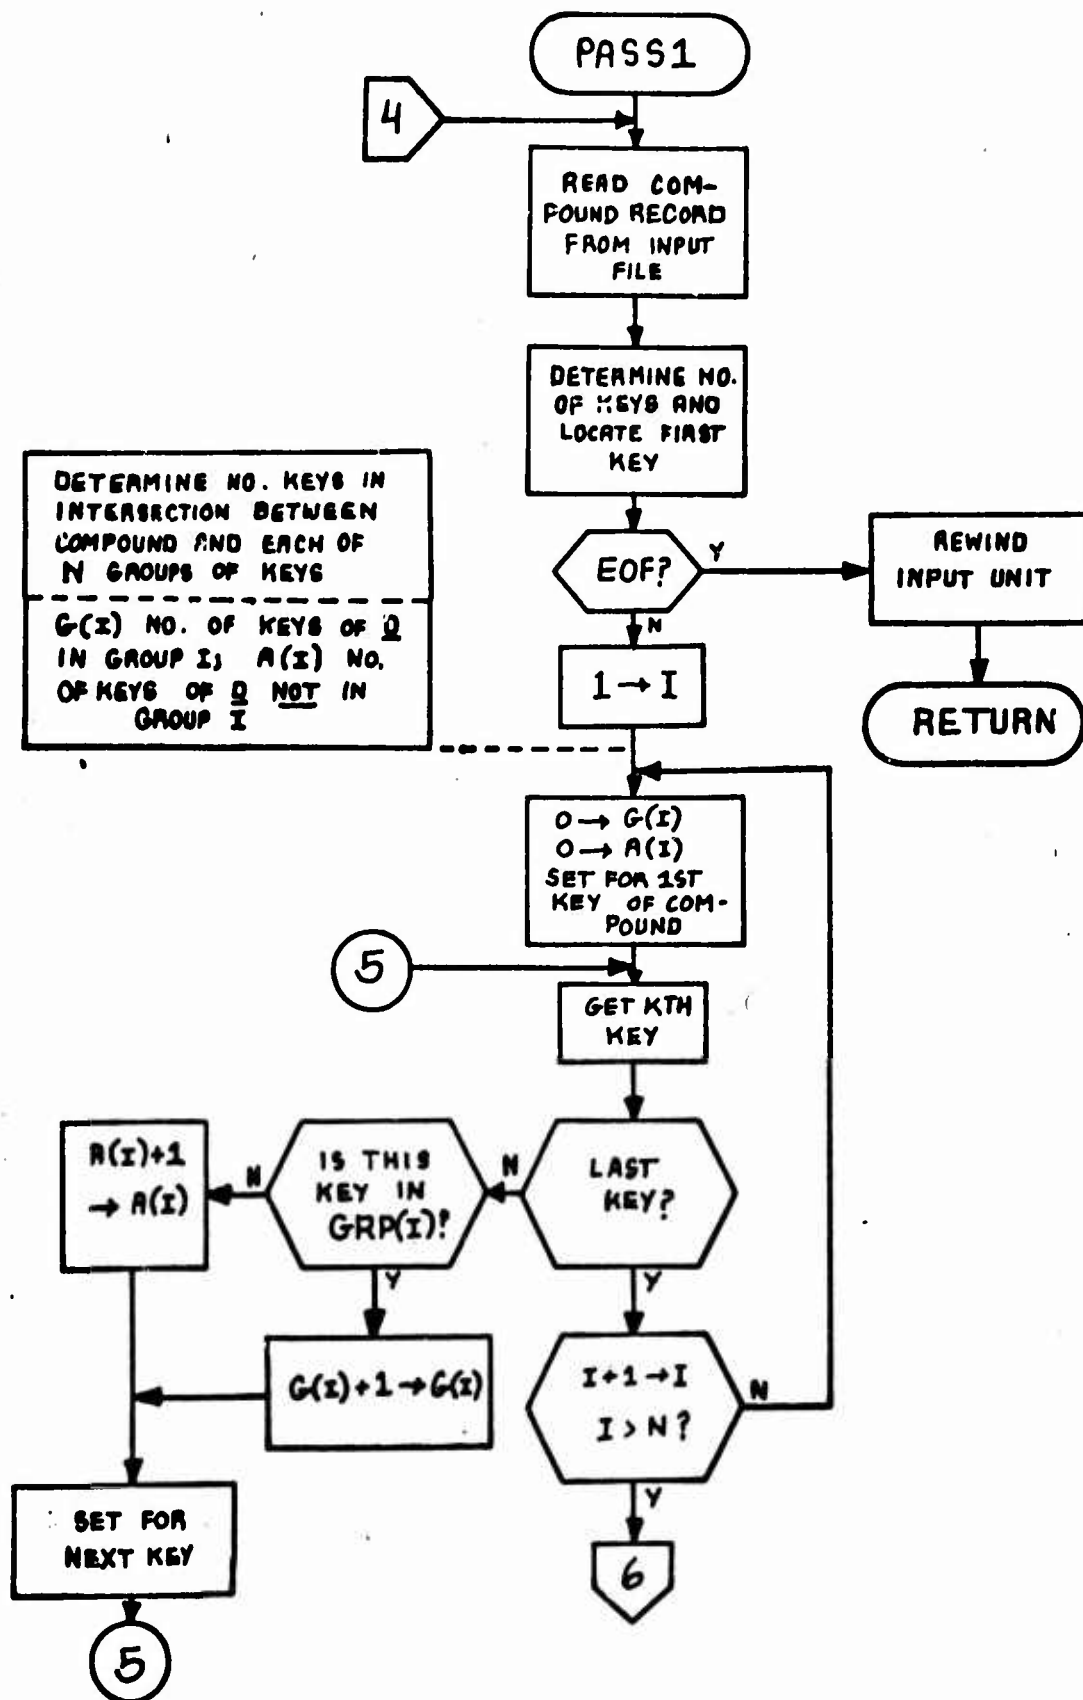 PASS1
4
READ COM-
POUND RECORD
FROM INPUT
FILE
DETERMINE NO.
OF KEYS AND
LOCATE FIRST
KEY
DETERMINE NO. KEYS IN
INTERSECTION BETWEEN
COMPOUND AND EACH OF
N GROUPS OF KEYS
G(I) NO. OF KEYS OF D
IN GROUP I; A(I) NO.
OF KEYS OF D NOT IN
GROUP I
EOF?
Y
REWIND
INPUT UNIT
N
1 → I
RETURN
0 → G(I)
0 → A(I)
SET FOR 1ST
KEY OF COM-
POUND
5
GET KTH
KEY
A(I)+1
→ A(I)
N
IS THIS
KEY IN
GRP(I)?
N
LAST
KEY?
Y
Y
G(I)+1→G(I)
I+1→I
I > N?
N
Y
SET FOR
NEXT KEY
6
5